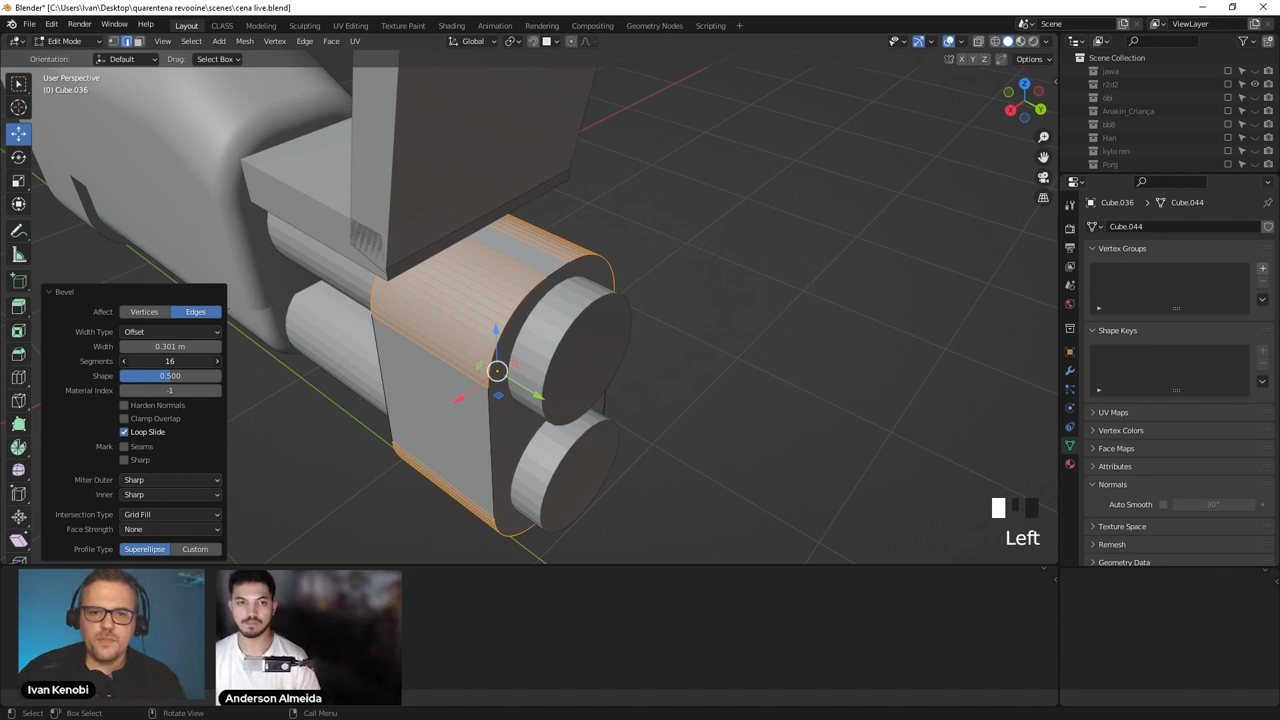 Blender* [C:\Users\Ivan\Desktop\quarentena revooine\scenes\cena live.blend]
File Edit Render Window Help Layout CLASS Modeling Sculpting UV Editing Texture Paint Shading Animation Rendering Compositing Geometry Nodes Scripting + Scene ViewLayer
Edit Mode View Select Add Mesh Vertex Edge Face UV Global
Orientation: Default Drag: Select Box X Y Z Options
User Perspective
(0) Cube.036
Z
Y
X
Scene Collection
jawa
r2d2
obi
Anakin_Criança
bb8
Han
kylo ren
Porg
Cube.036 Cube.044
Cube.044
Vertex Groups
Shape Keys
UV Maps
Vertex Colors
Face Maps
Attributes
Normals
Auto Smooth 30°
Texture Space
Remesh
Geometry Data
Bevel
Affect Vertices Edges
Width Type Offset
Width 0.301 m
Segments 16
Shape 0.500
Material Index -1
Harden Normals
Clamp Overlap
Loop Slide
Mark Seams
Sharp
Miter Outer Sharp
Inner Sharp
Intersection Type Grid Fill
Face Strength None
Profile Type Superellipse Custom
Left
Ivan Kenobi
Anderson Almeida
Select Box Select Rotate View Call Menu